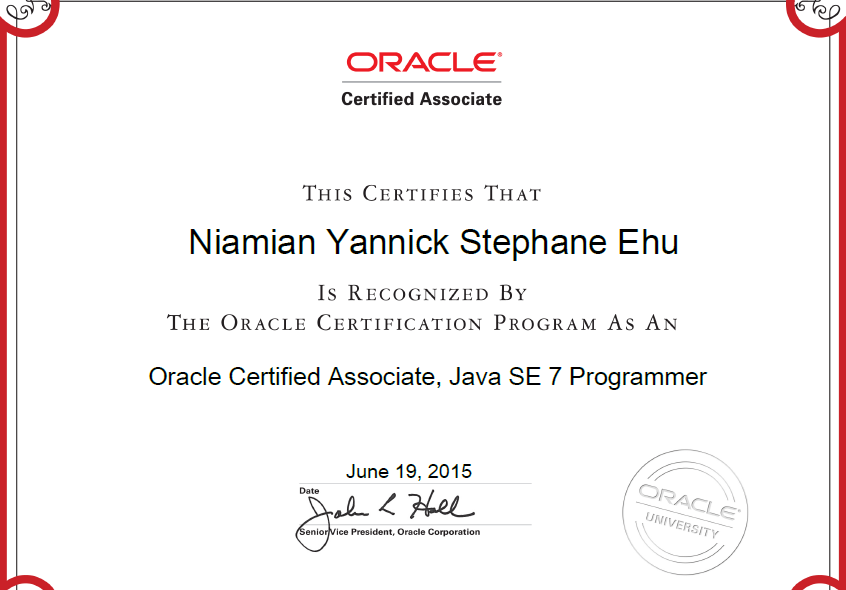 ORACLE®
Certified Associate
THIS CERTIFIES THAT
Niamian Yannick Stephane Ehu
IS RECOGNIZED BY
THE ORACLE CERTIFICATION PROGRAM AS AN
Oracle Certified Associate, Java SE 7 Programmer
June 19, 2015
Date
John L Hall
Senior Vice President, Oracle Corporation
ORACLE®
UNIVERSITY